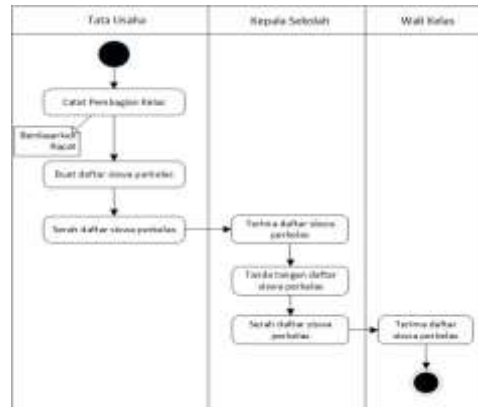 Tata Usaha
Kepala Sekolah
Wali Kelas
Catat Pembagian Kelas
Berdasarkan
Rapat
Buat daftar siswa perkelas
Serah daftar siswa perkelas
Terima daftar siswa
perkelas
Tanda tangan daftar
siswa perkelas
Serah daftar siswa
perkelas
Terima daftar
siswa perkelas